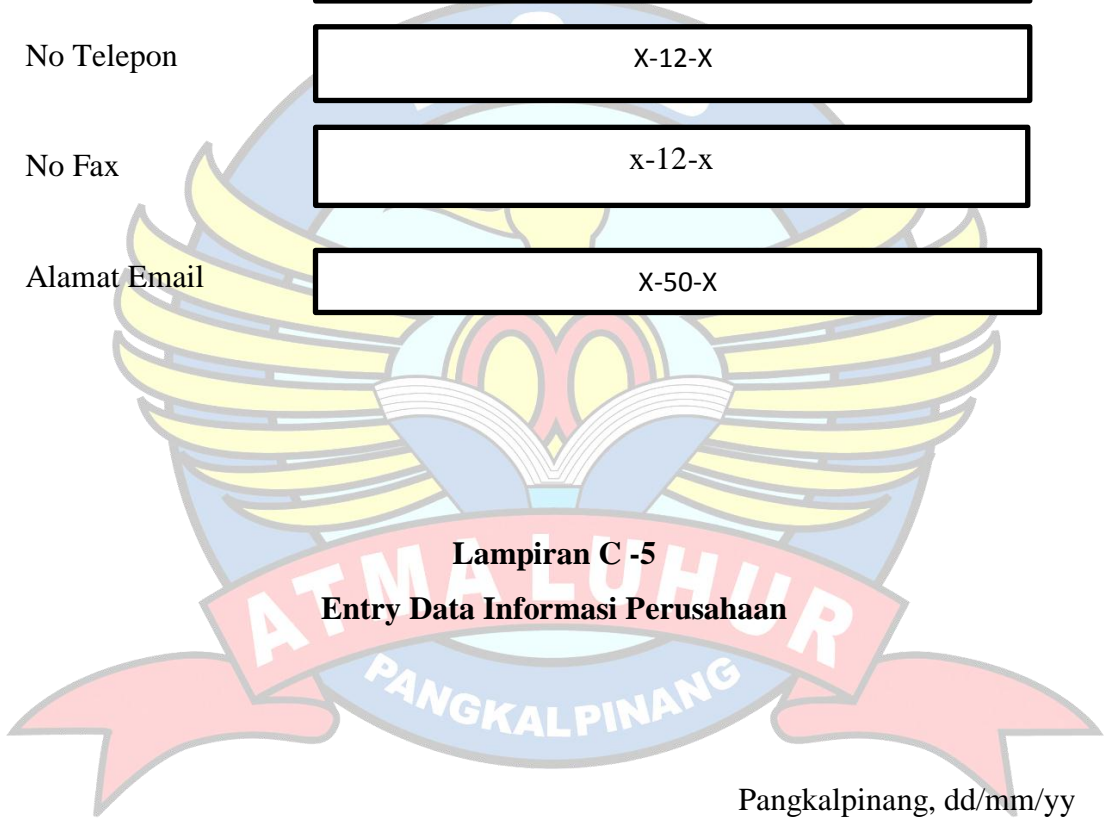 No Telepon X-12-X
No Fax x-12-x
Alamat Email X-50-X
Lampiran C -5
Entry Data Informasi Perusahaan
ATMA LUHUR
PANGKALPINANG
Pangkalpinang, dd/mm/yy